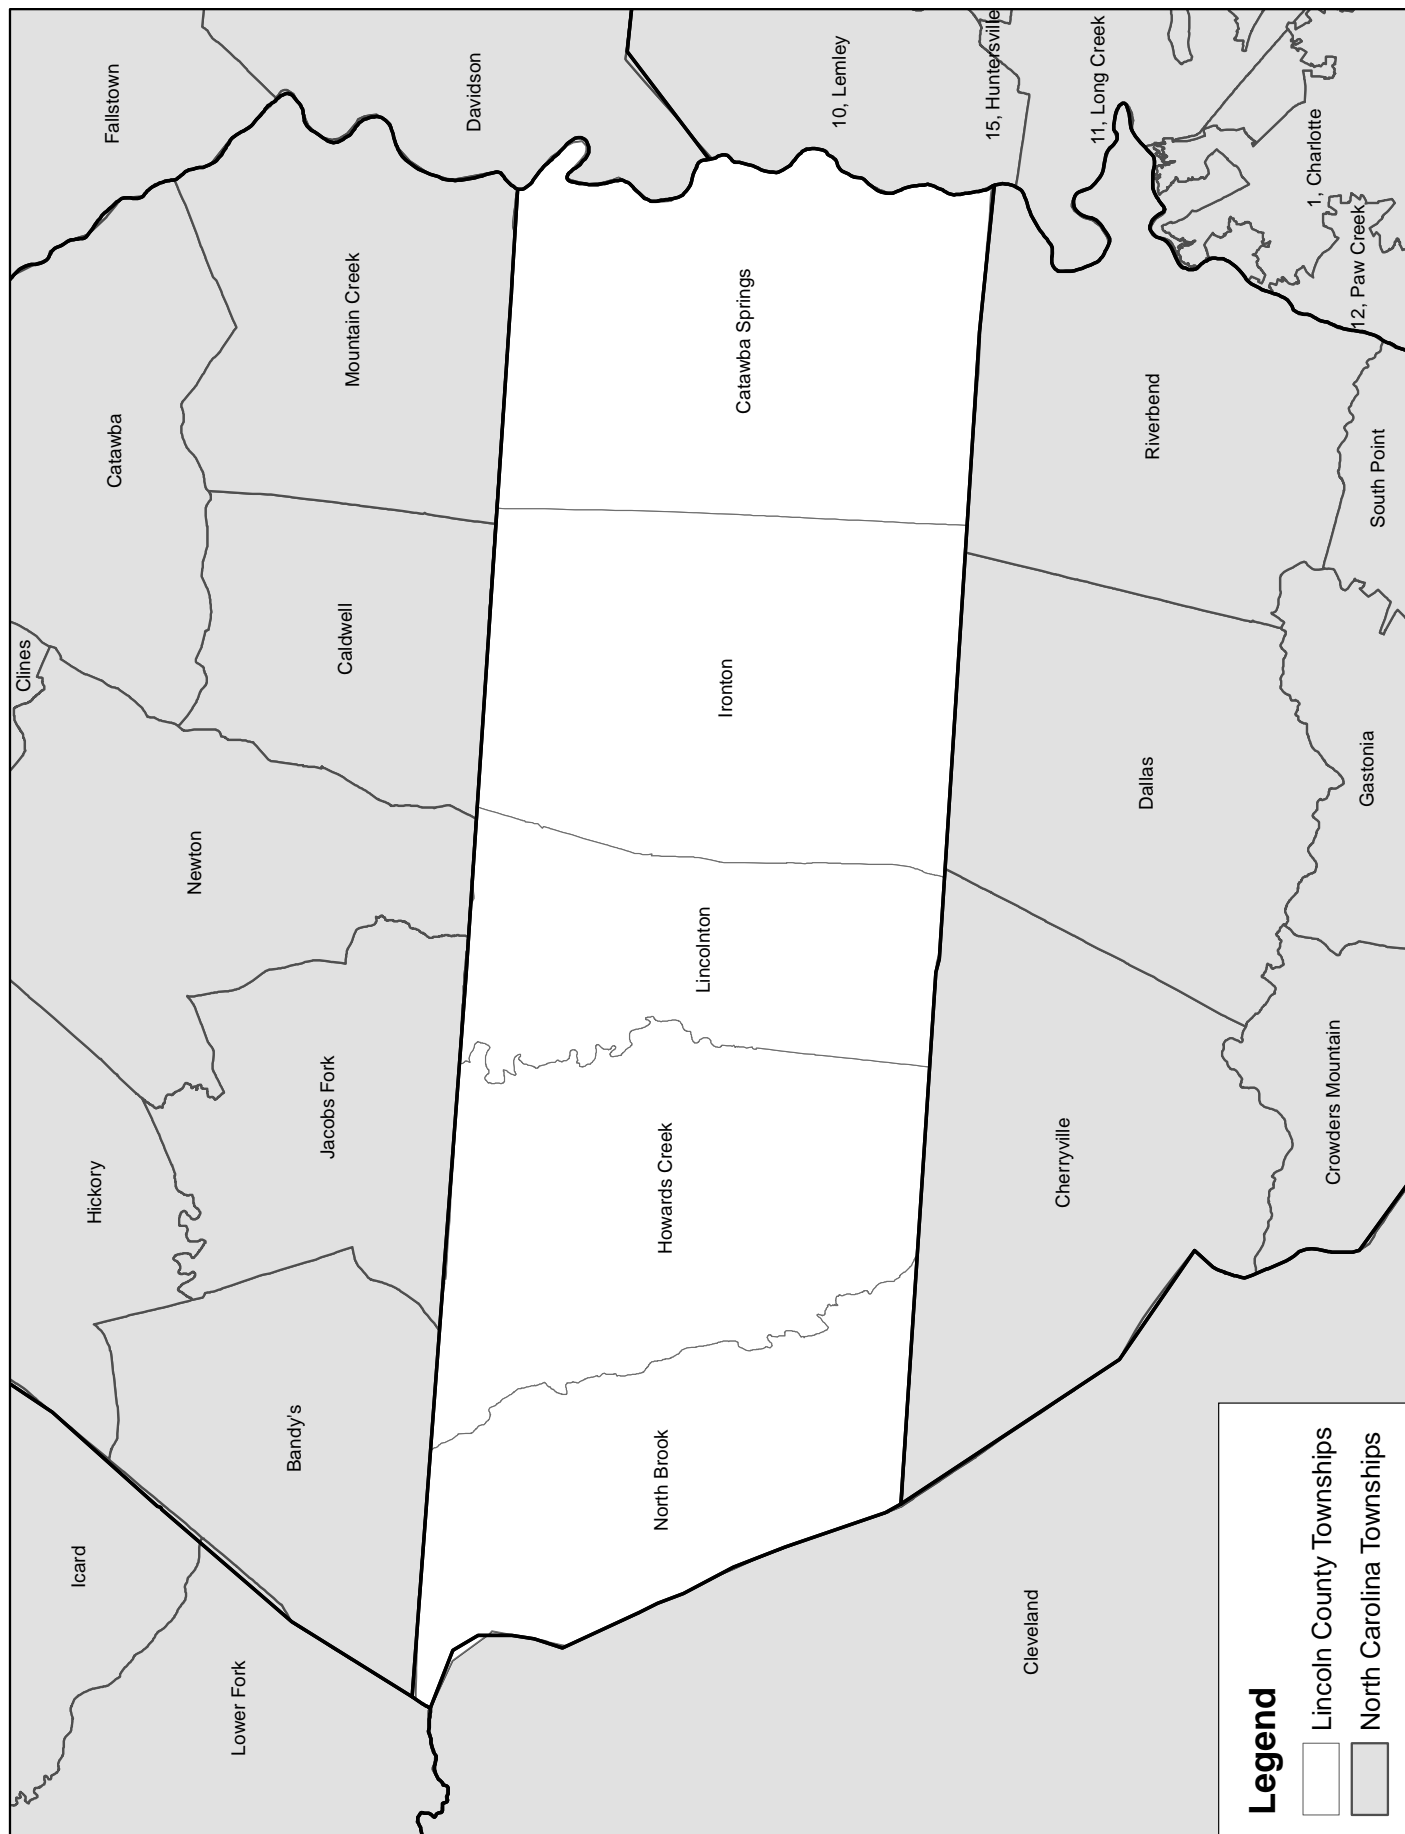 Icard
Hickory
Clines
Catawba
Fallstown
Lower Fork
Bandy's
Jacobs Fork
Newton
Caldwell
Mountain Creek
Davidson
North Brook
Howards Creek
Lincolnton
Ironton
Catawba Springs
10, Lemley
15, Huntersville
11, Long Creek
Cleveland
Cherryville
Dallas
Riverbend
1, Charlotte
12, Paw Creek
Crowders Mountain
Gastonia
South Point
Legend
Lincoln County Townships
North Carolina Townships